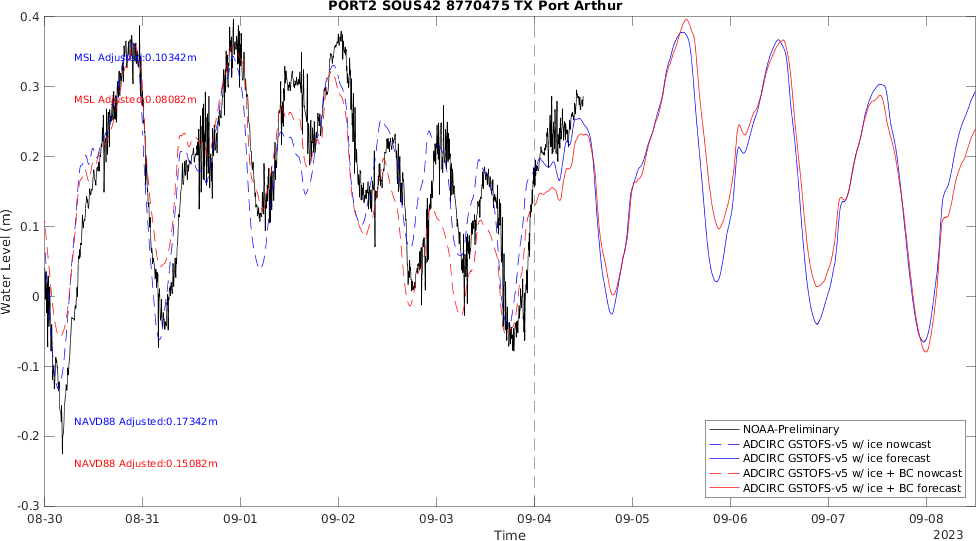 PORT2 SOUS42 8770475 TX Port Arthur
0.4
0.3
0.2
0.1
0
-0.1
-0.2
-0.3
Water Level (m)
MSL Adjusted:0.10342m
MSL Adjusted:0.08082m
NAVD88 Adjusted:0.17342m
NAVD88 Adjusted:0.15082m
NOAA-Preliminary
ADCIRC GSTOFS-v5 w/ ice nowcast
ADCIRC GSTOFS-v5 w/ ice forecast
ADCIRC GSTOFS-v5 w/ ice + BC nowcast
ADCIRC GSTOFS-v5 w/ ice + BC forecast
08-30 08-31 09-01 09-02 09-03 09-04 09-05 09-06 09-07 09-08
Time
2023